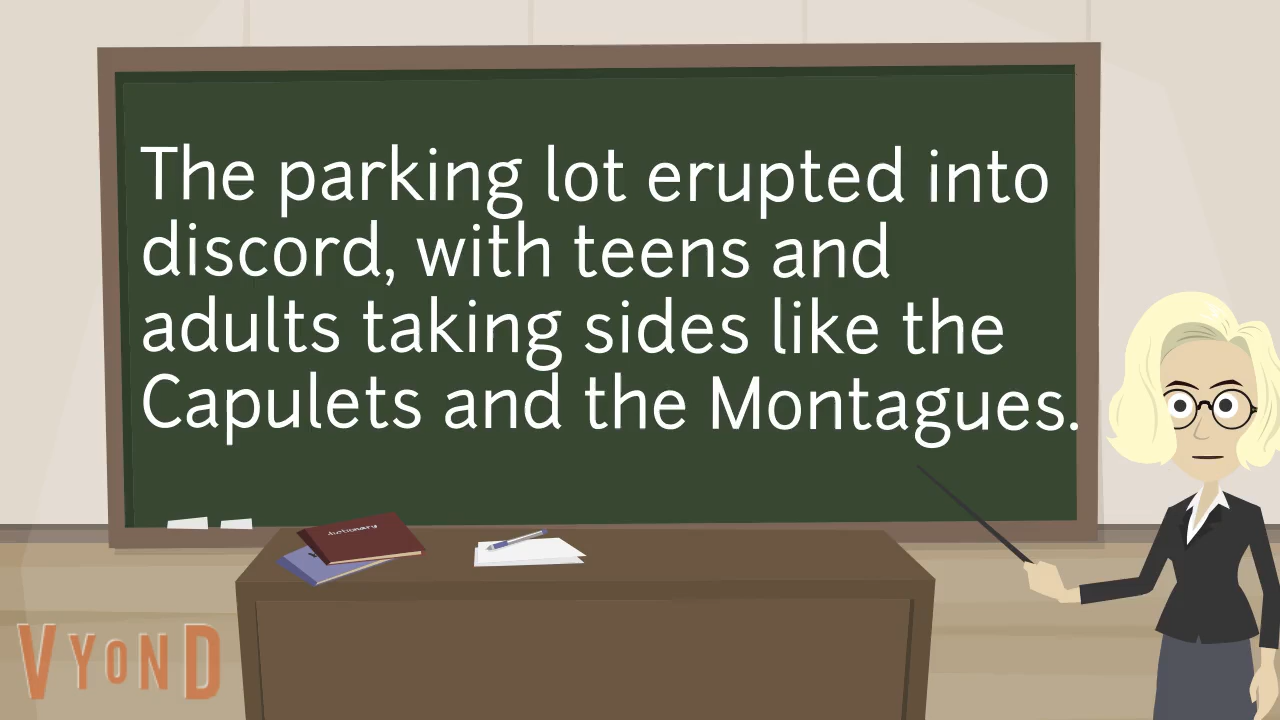 The parking lot erupted into
discord, with teens and
adults taking sides like the
Capulets and the Montagues.
dictionary
VYOND